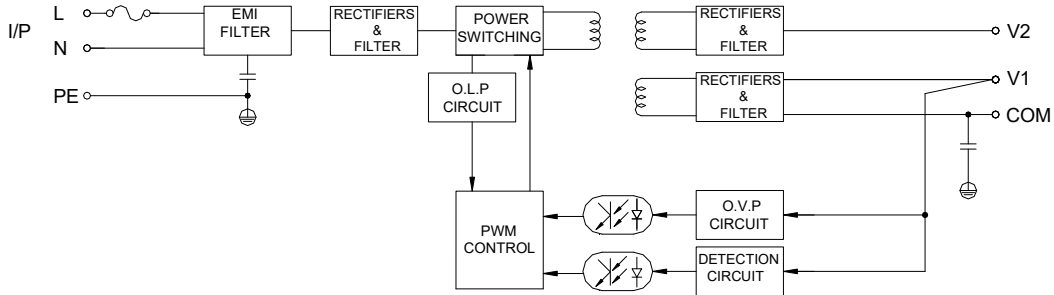 I/P
L
N
PE
EMI
FILTER
RECTIFIERS
&
FILTER
POWER
SWITCHING
O.L.P
CIRCUIT
RECTIFIERS
&
FILTER
V2
RECTIFIERS
&
FILTER
V1
COM
PWM
CONTROL
O.V.P
CIRCUIT
DETECTION
CIRCUIT